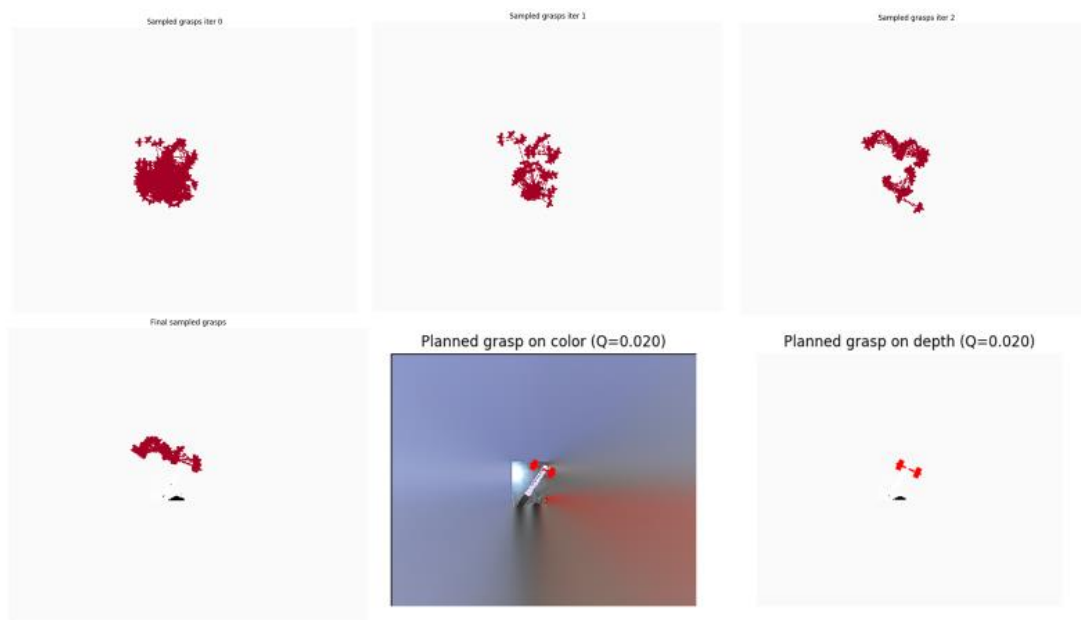 Sampled grasps iter 0
Sampled grasps iter 1
Sampled grasps iter 2
Final sampled grasps
Planned grasp on color (Q=0.020)
Planned grasp on depth (Q=0.020)